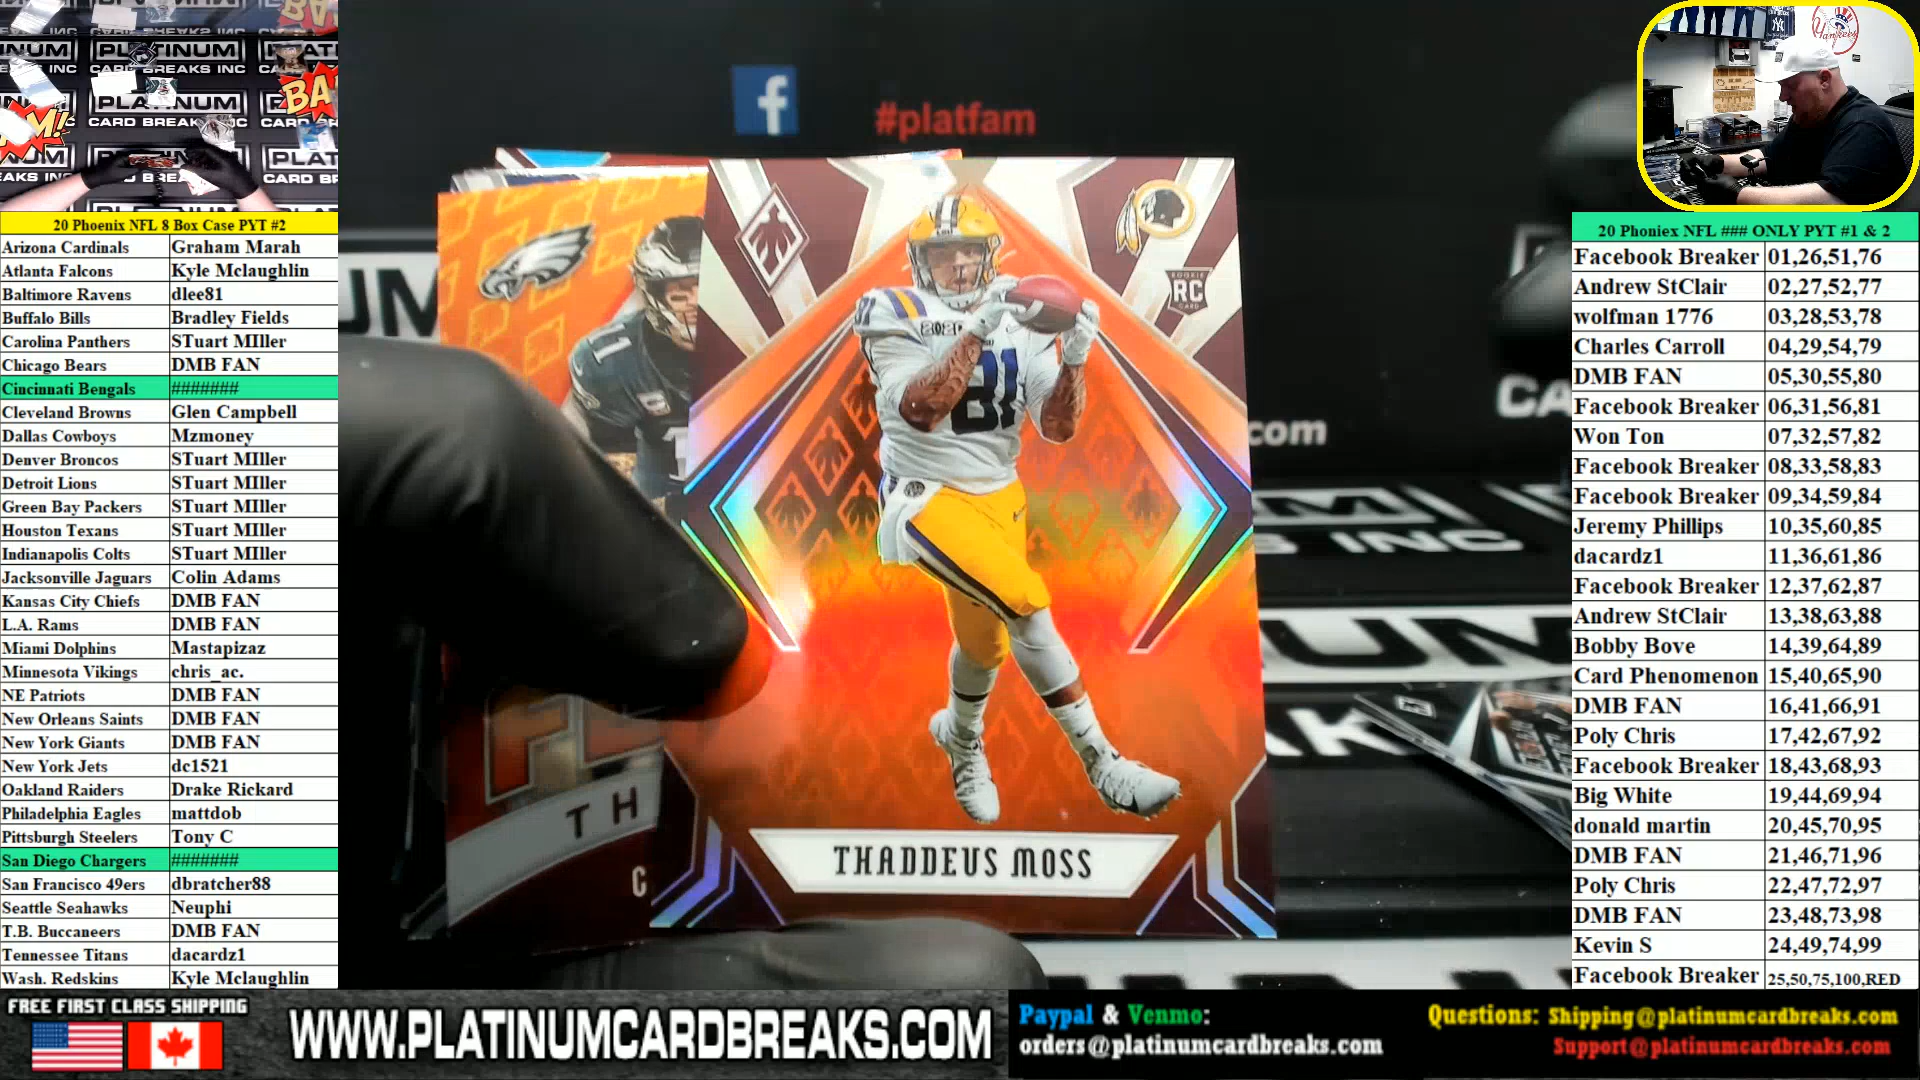 PLATINUM
CARD BREAKS INC
PLATINUM
CARD BREAKS
BA
#platfam
RC
ROOKIE
CARD
2020
81
THADDEUS MOSS
TH
C
.com
CA
Yankees
20 Phoenix NFL 8 Box Case PYT #2
Arizona Cardinals Graham Marah
Atlanta Falcons Kyle Mclaughlin
Baltimore Ravens dlee81
Buffalo Bills Bradley Fields
Carolina Panthers STuart MIller
Chicago Bears DMB FAN
Cincinnati Bengals #######
Cleveland Browns Glen Campbell
Dallas Cowboys Mzmoney
Denver Broncos STuart MIller
Detroit Lions STuart MIller
Green Bay Packers STuart MIller
Houston Texans STuart MIller
Indianapolis Colts STuart MIller
Jacksonville Jaguars Colin Adams
Kansas City Chiefs DMB FAN
L.A. Rams DMB FAN
Miami Dolphins Mastapizaz
Minnesota Vikings chris_ac.
NE Patriots DMB FAN
New Orleans Saints DMB FAN
New York Giants DMB FAN
New York Jets dc1521
Oakland Raiders Drake Rickard
Philadelphia Eagles mattdob
Pittsburgh Steelers Tony C
San Diego Chargers #######
San Francisco 49ers dbratcher88
Seattle Seahawks Neuphi
T.B. Buccaneers DMB FAN
Tennessee Titans dacardz1
Wash. Redskins Kyle Mclaughlin
20 Phoniex NFL ### ONLY PYT #1 & 2
Facebook Breaker 01,26,51,76
Andrew StClair 02,27,52,77
wolfman 1776 03,28,53,78
Charles Carroll 04,29,54,79
DMB FAN 05,30,55,80
Facebook Breaker 06,31,56,81
Won Ton 07,32,57,82
Facebook Breaker 08,33,58,83
Facebook Breaker 09,34,59,84
Jeremy Phillips 10,35,60,85
dacardz1 11,36,61,86
Facebook Breaker 12,37,62,87
Andrew StClair 13,38,63,88
Bobby Bove 14,39,64,89
Card Phenomenon 15,40,65,90
DMB FAN 16,41,66,91
Poly Chris 17,42,67,92
Facebook Breaker 18,43,68,93
Big White 19,44,69,94
donald martin 20,45,70,95
DMB FAN 21,46,71,96
Poly Chris 22,47,72,97
DMB FAN 23,48,73,98
Kevin S 24,49,74,99
Facebook Breaker 25,50,75,100,RED
FREE FIRST CLASS SHIPPING
WWW.PLATINUMCARDBREAKS.COM
Paypal & Venmo:
orders@platinumcardbreaks.com
Questions: Shipping@platinumcardbreaks.com
Support@platinumcardbreaks.com